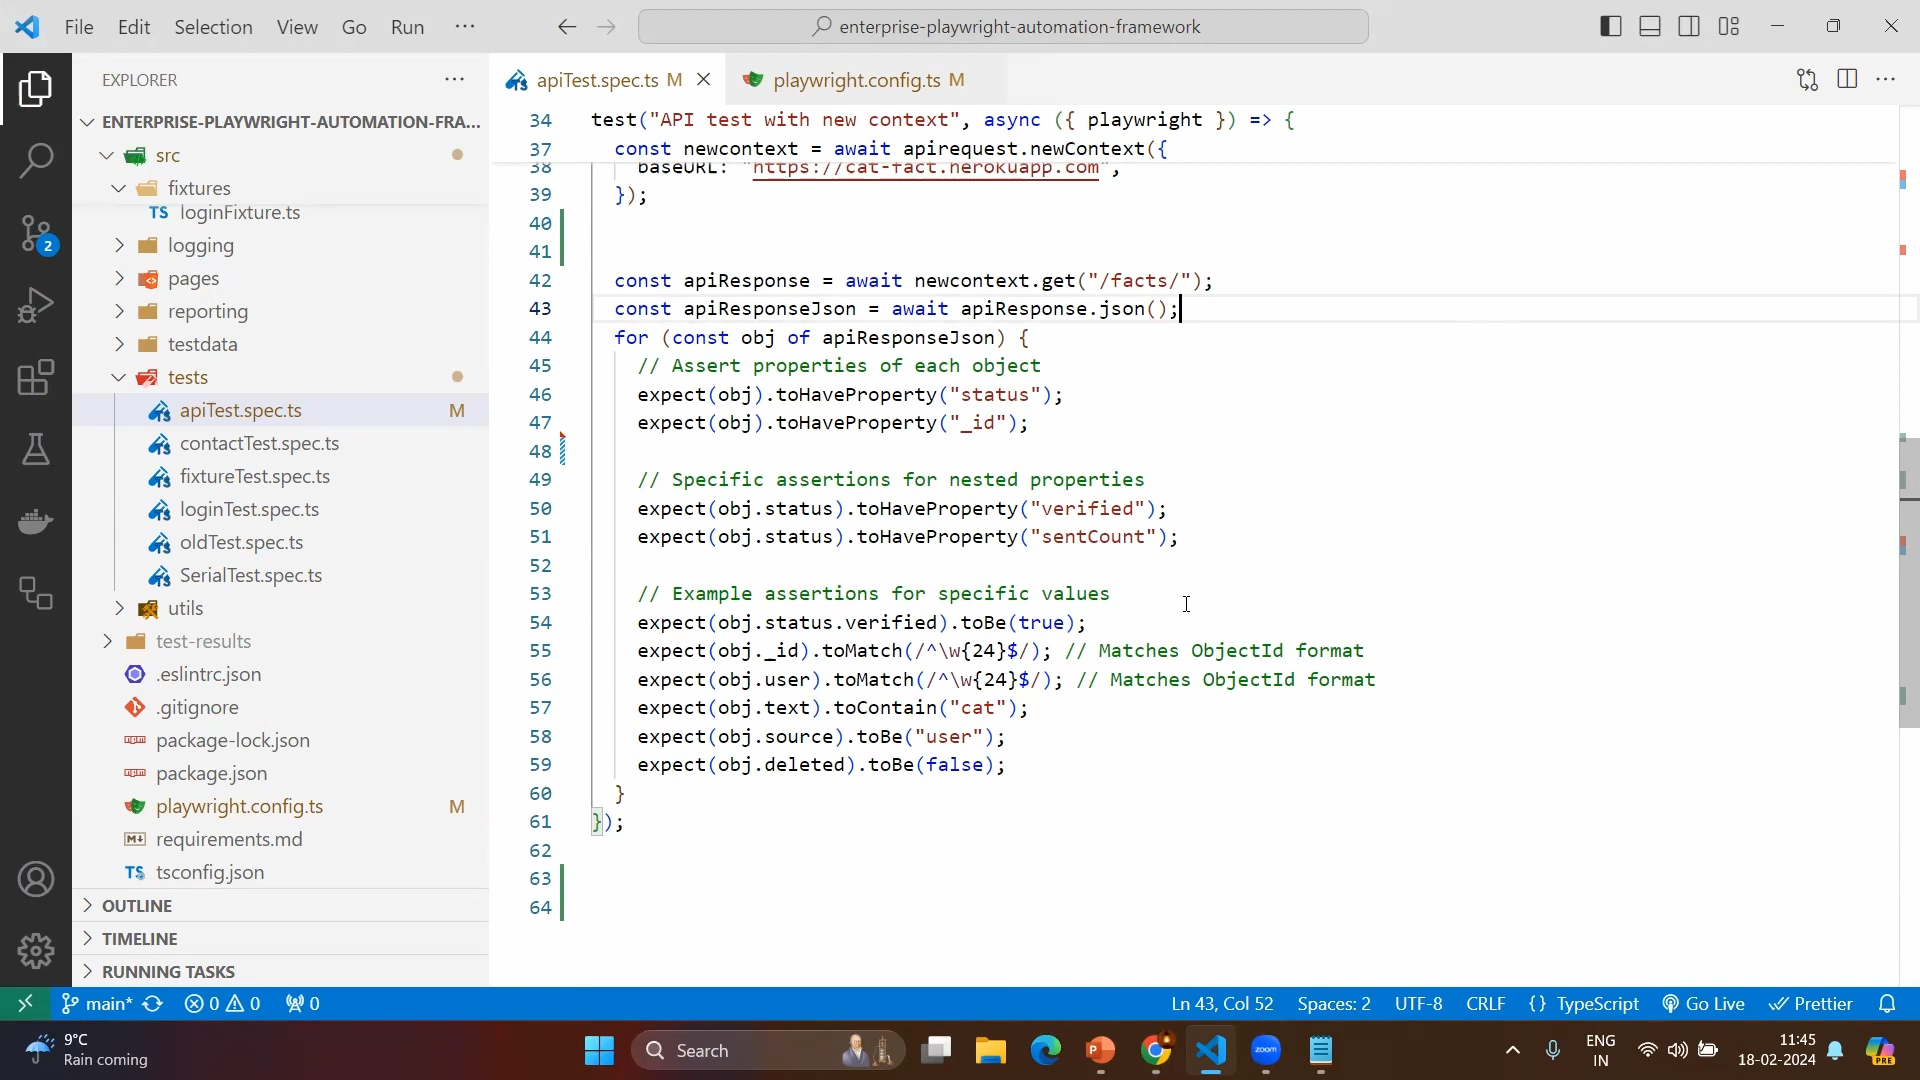 File Edit Selection View Go Run ···
enterprise-playwright-automation-framework
EXPLORER
ENTERPRISE-PLAYWRIGHT-AUTOMATION-FRA...
src
fixtures
TS loginFixture.ts
logging
pages
reporting
testdata
tests
apiTest.spec.ts M
contactTest.spec.ts
fixtureTest.spec.ts
loginTest.spec.ts
oldTest.spec.ts
SerialTest.spec.ts
utils
test-results
.eslintrc.json
.gitignore
package-lock.json
package.json
playwright.config.ts M
requirements.md
TS tsconfig.json
OUTLINE
TIMELINE
RUNNING TASKS
2
apiTest.spec.ts M
playwright.config.ts M
34 test("API test with new context", async ({ playwright }) => {
37 const newcontext = await apirequest.newContext({
38 baseURL: "https://cat-fact.herokuapp.com",
39 });
40
41
42 const apiResponse = await newcontext.get("/facts/");
43 const apiResponseJson = await apiResponse.json();
44 for (const obj of apiResponseJson) {
45 // Assert properties of each object
46 expect(obj).toHaveProperty("status");
47 expect(obj).toHaveProperty("_id");
48
49 // Specific assertions for nested properties
50 expect(obj.status).toHaveProperty("verified");
51 expect(obj.status).toHaveProperty("sentCount");
52
53 // Example assertions for specific values
54 expect(obj.status.verified).toBe(true);
55 expect(obj._id).toMatch(/^\w{24}$/); // Matches ObjectId format
56 expect(obj.user).toMatch(/^\w{24}$/); // Matches ObjectId format
57 expect(obj.text).toContain("cat");
58 expect(obj.source).toBe("user");
59 expect(obj.deleted).toBe(false);
60 }
61 });
62
63
64
main* 0 0 0
Ln 43, Col 52 Spaces: 2 UTF-8 CRLF {} TypeScript Go Live Prettier
9°C
Rain coming
Search
zoom
ENG
IN
11:45
18-02-2024
PRE